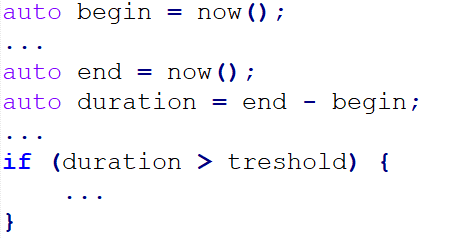 auto begin = now();
...
auto end = now();
auto duration = end - begin;
...
if (duration > treshold) {
...
}